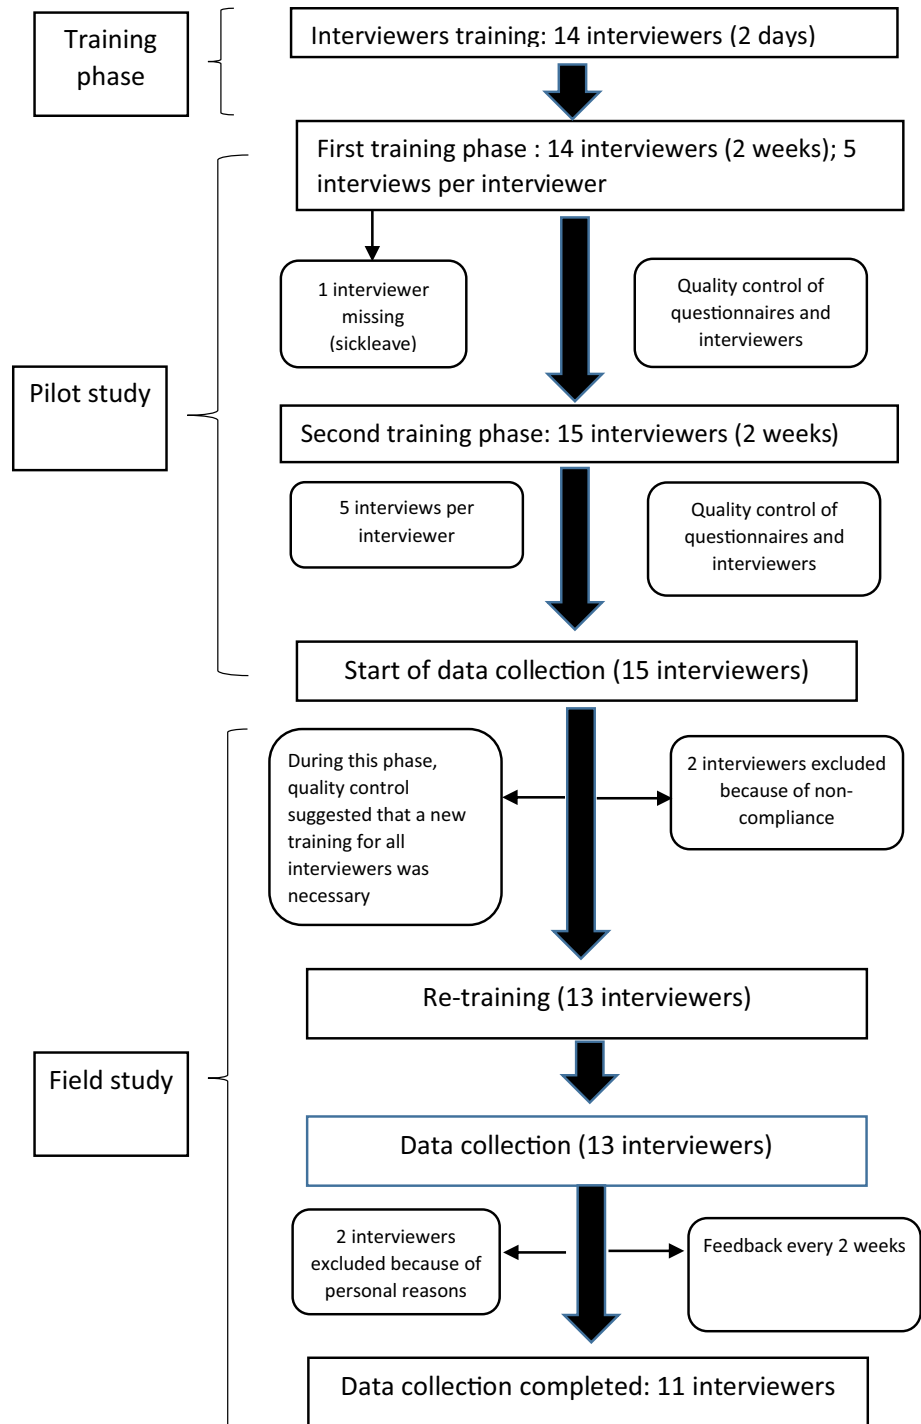 Training
phase
Interviewers training: 14 interviewers (2 days)
First training phase : 14 interviewers (2 weeks); 5
interviews per interviewer
1 interviewer
missing
(sickleave)
Quality control of
questionnaires and
interviewers
Pilot study
Second training phase: 15 interviewers (2 weeks)
5 interviews per
interviewer
Quality control of
questionnaires and
interviewers
Start of data collection (15 interviewers)
During this phase,
quality control
suggested that a new
training for all
interviewers was
necessary
2 interviewers excluded
because of non-
compliance
Re-training (13 interviewers)
Field study
Data collection (13 interviewers)
2 interviewers
excluded because of
personal reasons
Feedback every 2 weeks
Data collection completed: 11 interviewers